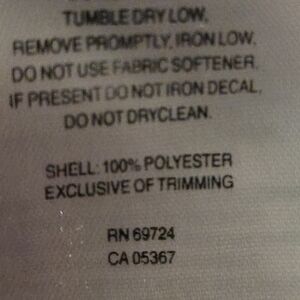 TUMBLE DRY LOW,
REMOVE PROMPTLY, IRON LOW.
DO NOT USE FABRIC SOFTENER.
IF PRESENT DO NOT IRON DECAL,
DO NOT DRYCLEAN.
SHELL: 100% POLYESTER
EXCLUSIVE OF TRIMMING
RN 69724
CA 05367